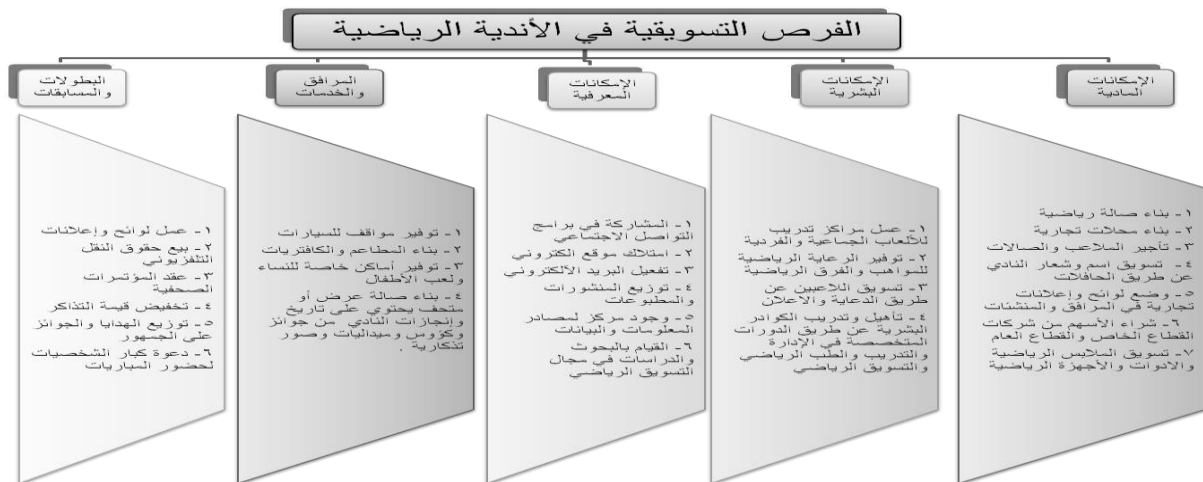 الفرص التسويقية في الأندية الرياضية
الإمكانات
المادية
١- بناء صالة رياضية
٢- بناء محلات تجارية
٣- تأجير الملاعب والصالات
٤- تسويق اسم وشعار النادي
عن طريق الحافلات
٥- وضع لوائح وإعلانات
تجارية في المرافق والمنشئات
٦- شراء الأسهم من شركات
القطاع الخاص والقطاع العام
٧- تسويق الملابس الرياضية
والادوات والأجهزة الرياضية
الإمكانات
البشرية
١- عمل مراكز تدريب
للألعاب الجماعية والفردية
٢- توفير الرعاية الرياضية
للمواهب والفرق الرياضية
٣- تسويق اللاعبين عن
طريق الدعاية والاعلان
٤- تأهيل وتدريب الكوادر
البشرية عن طريق الدورات
المتخصصة في الإدارة
والتدريب والطب الرياضي
والتسويق الرياضي
الإمكانات
المعرفية
١- المشاركة في برامج
التواصل الاجتماعي
٢- امتلاك موقع الكتروني
٣- تفعيل البريد الألكتروني
٤- توزيع المنشورات
والمطبوعات
٥- وجود مركز لمصادر
المعلومات والبيانات
٦- القيام بالبحوث
والدراسات في مجال
التسويق الرياضي
المرافق
والخدمات
١- توفير مواقف للسيارات
٢- بناء المطاعم والكافتريات
٣- توفير أماكن خاصة للنساء
ولعب الأطفال
٤- بناء صالة عرض أو
متحف يحتوي على تاريخ
وإنجازات النادي من جوائز
وكؤوس وميداليات وصور
تذكارية .
البطولات
والمسابقات
١- عمل لوائح وإعلانات
٢- بيع حقوق النقل
التلفزيوني
٣- عقد المؤتمرات
الصحفية
٤- تخفيض قيمة التذاكر
٥- توزيع الهدايا والجوائز
على الجمهور
٦- دعوة كبار الشخصيات
لحضور المباريات